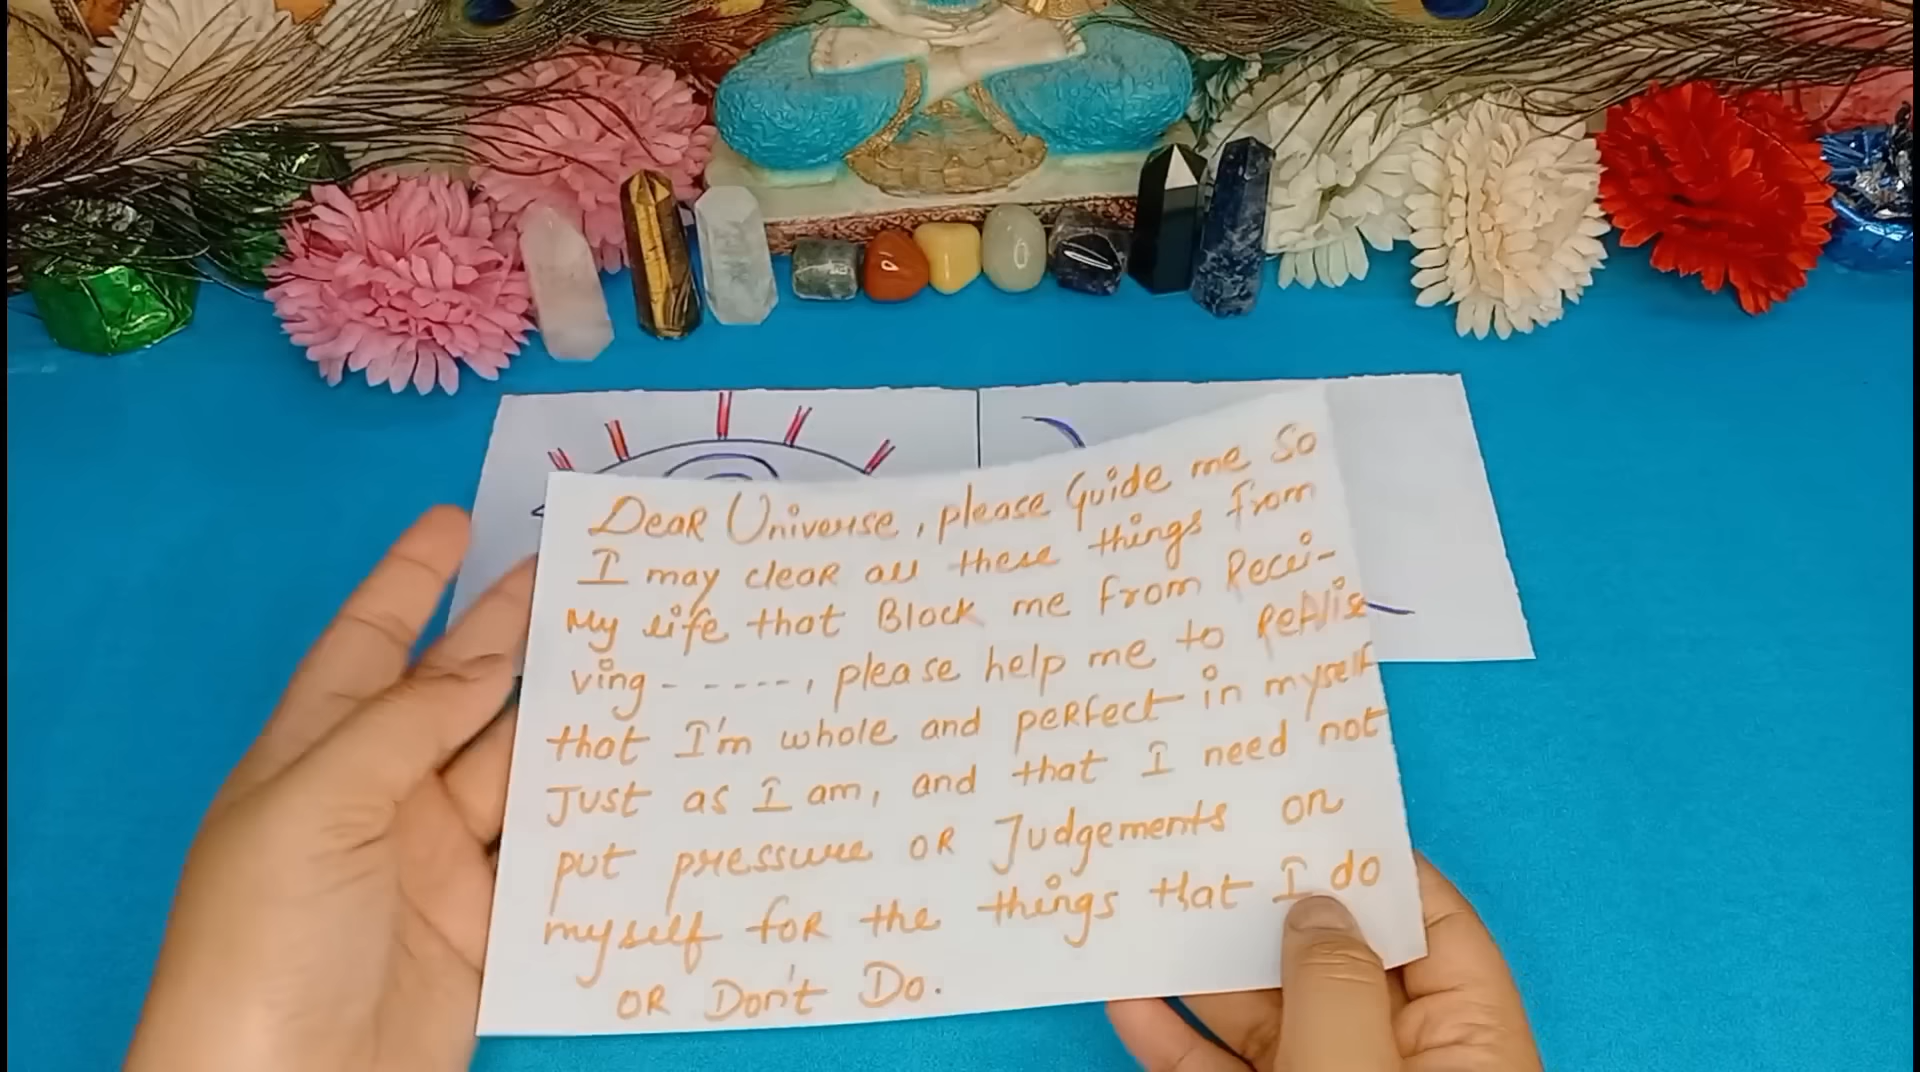 Dear Universe, please Guide me So
I may clear all these things from
My life that Block me from Recei-
ving - - - - - -, please help me to Realise
that I'm whole and perfect in myself
Just as I am, and that I need not
put pressure or Judgements on
myself for the things that I do
or Don't Do.